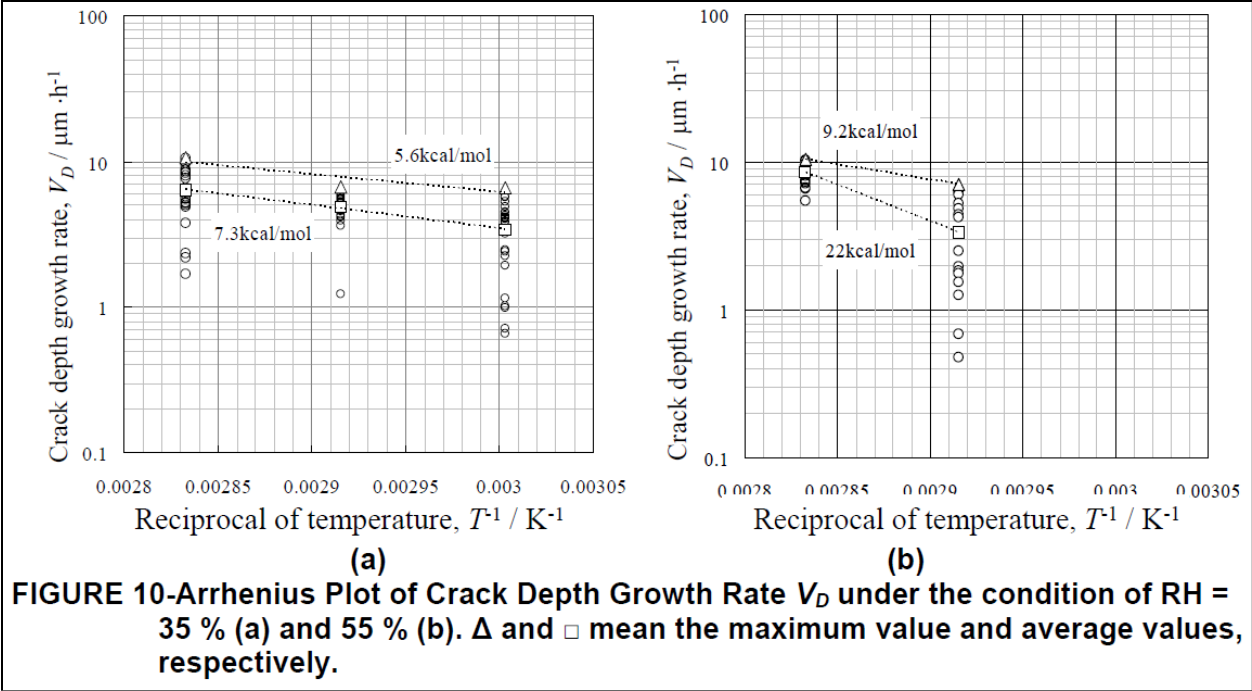 100
10
1
0.1
Crack depth growth rate, V_D / μm ·h⁻¹
5.6kcal/mol
7.3kcal/mol
0.0028 0.00285 0.0029 0.00295 0.003 0.00305
Reciprocal of temperature, T⁻¹ / K⁻¹
(a)
100
10
1
0.1
Crack depth growth rate, V_D / μm ·h⁻¹
9.2kcal/mol
22kcal/mol
0.0028 0.00285 0.0029 0.00295 0.003 0 00305
Reciprocal of temperature, T⁻¹ / K⁻¹
(b)
FIGURE 10-Arrhenius Plot of Crack Depth Growth Rate V_D under the condition of RH =
35 % (a) and 55 % (b). Δ and □ mean the maximum value and average values,
respectively.